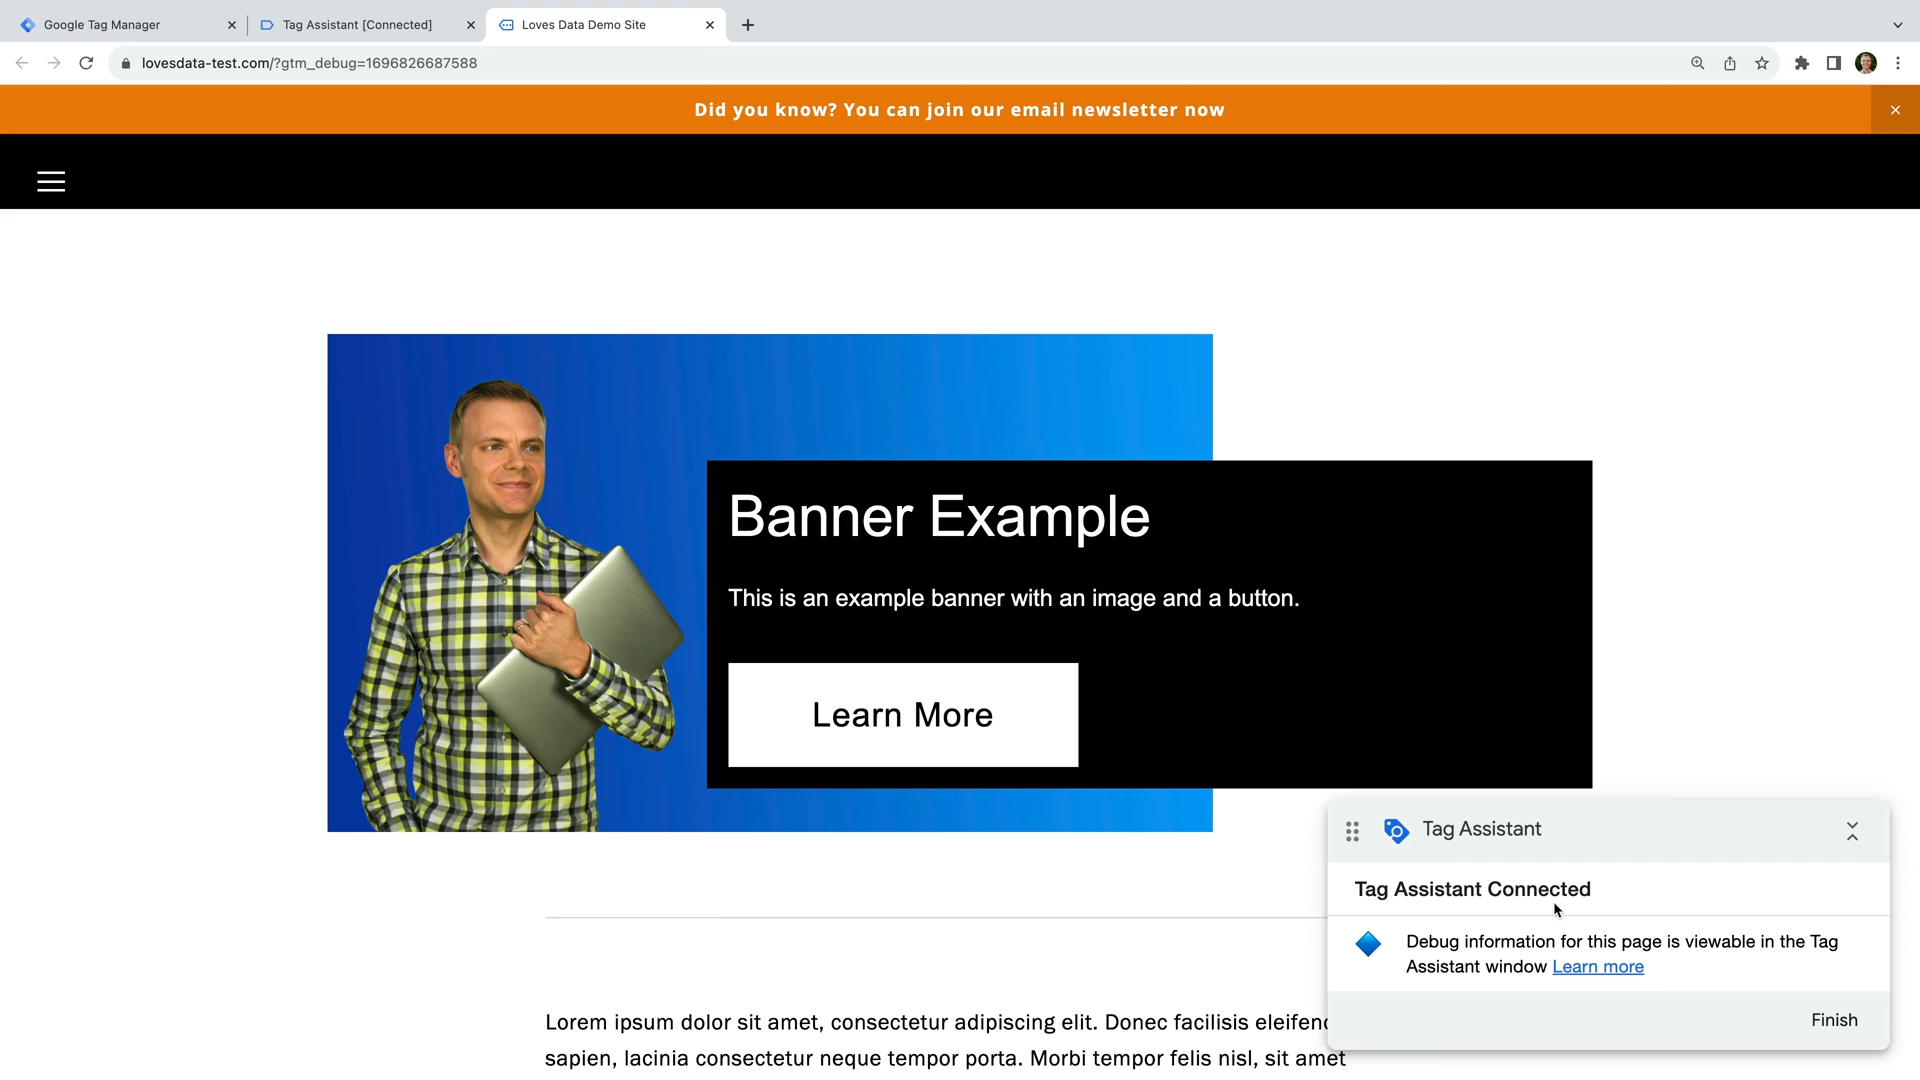 Google Tag Manager
Tag Assistant [Connected]
Loves Data Demo Site
lovesdata-test.com/?gtm_debug=1696826687588
Did you know? You can join our email newsletter now
Banner Example
This is an example banner with an image and a button.
Learn More
Tag Assistant
Tag Assistant Connected
Debug information for this page is viewable in the Tag
Assistant window Learn more
Finish
Lorem ipsum dolor sit amet, consectetur adipiscing elit. Donec facilisis
sapien, lacinia consectetur neque tempor porta. Morbi tempor felis nisl, sit amet